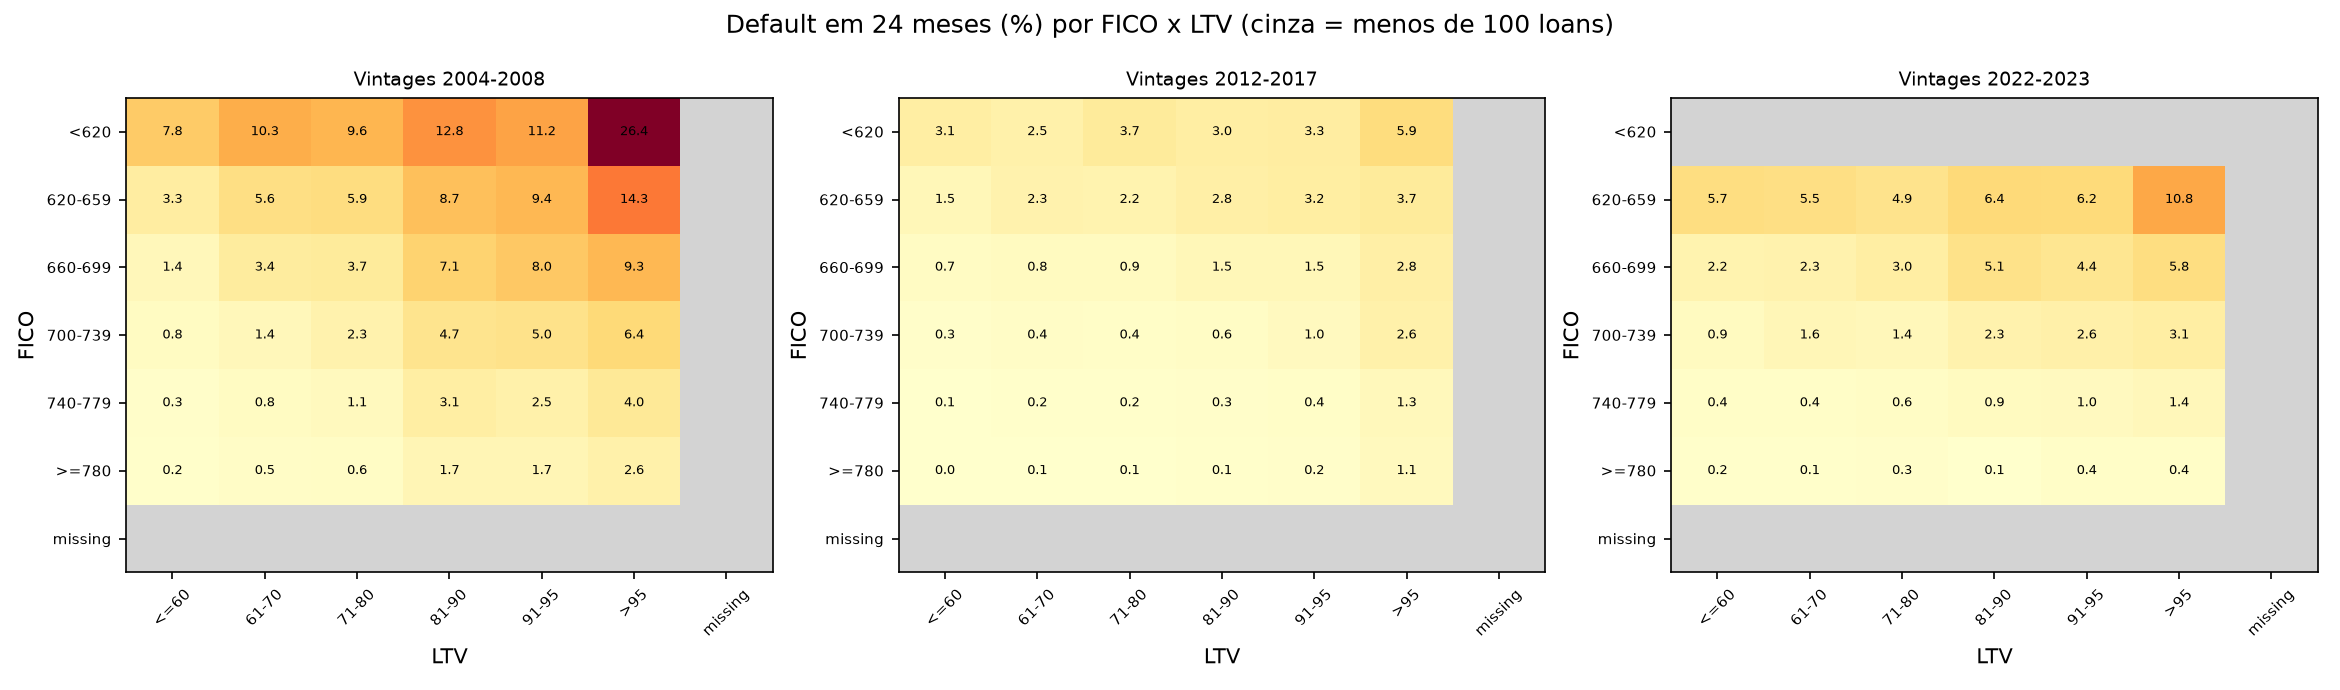 Default em 24 meses (%) por FICO x LTV (cinza = menos de 100 loans)
Vintages 2004-2008
FICO
<620 7.8 10.3 9.6 12.8 11.2 26.4
620-659 3.3 5.6 5.9 8.7 9.4 14.3
660-699 1.4 3.4 3.7 7.1 8.0 9.3
700-739 0.8 1.4 2.3 4.7 5.0 6.4
740-779 0.3 0.8 1.1 3.1 2.5 4.0
>=780 0.2 0.5 0.6 1.7 1.7 2.6
missing
<=60 61-70 71-80 81-90 91-95 >95 missing
LTV
Vintages 2012-2017
FICO
<620 3.1 2.5 3.7 3.0 3.3 5.9
620-659 1.5 2.3 2.2 2.8 3.2 3.7
660-699 0.7 0.8 0.9 1.5 1.5 2.8
700-739 0.3 0.4 0.4 0.6 1.0 2.6
740-779 0.1 0.2 0.2 0.3 0.4 1.3
>=780 0.0 0.1 0.1 0.1 0.2 1.1
missing
<=60 61-70 71-80 81-90 91-95 >95 missing
LTV
Vintages 2022-2023
FICO
<620
620-659 5.7 5.5 4.9 6.4 6.2 10.8
660-699 2.2 2.3 3.0 5.1 4.4 5.8
700-739 0.9 1.6 1.4 2.3 2.6 3.1
740-779 0.4 0.4 0.6 0.9 1.0 1.4
>=780 0.2 0.1 0.3 0.1 0.4 0.4
missing
<=60 61-70 71-80 81-90 91-95 >95 missing
LTV